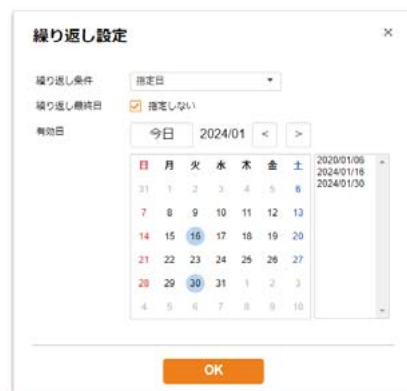 繰り返し設定 ×
繰り返し条件 指定日
繰り返し最終日 指定しない
有効日 今日 2024/01 < >
日 月 火 水 木 金 土
31 1 2 3 4 5 6
7 8 9 10 11 12 13
14 15 16 17 18 19 20
21 22 23 24 25 26 27
28 29 30 31 1 2 3
4 5 6 7 8 9 10
2020/01/06
2024/01/16
2024/01/30
OK